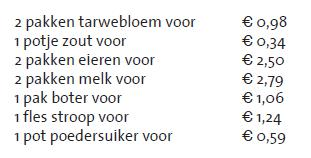 2 pakken tarwebloem voor € 0,98
1 potje zout voor € 0,34
2 pakken eieren voor € 2,50
2 pakken melk voor € 2,79
1 pak boter voor € 1,06
1 fles stroop voor € 1,24
1 pot poedersuiker voor € 0,59